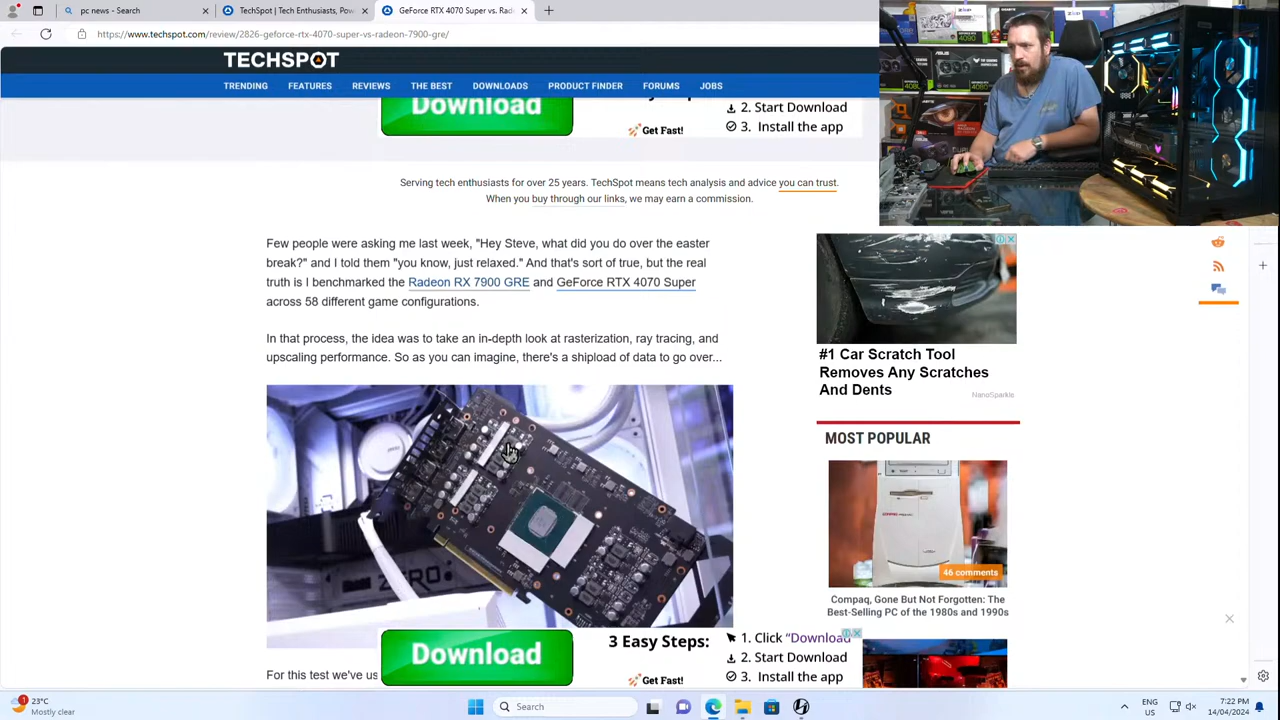 pc news - Search
TechSpot | Tech Enthusiasts, Pow
GeForce RTX 4070 Super vs. Rad
www.techspot.com
-radeon-7900-gre/
TECHSPOT
TRENDING FEATURES REVIEWS THE BEST DOWNLOADS PRODUCT FINDER FORUMS JOBS
Download
2. Start Download
3. Install the app
Get Fast!
Serving tech enthusiasts for over 25 years. TechSpot means tech analysis and advice you can trust.
When you buy through our links, we may earn a commission.
Few people were asking me last week, "Hey Steve, what did you do over the easter
break?" and I told them "you know, just relaxed." And that's sort of true, but the real
truth is I benchmarked the Radeon RX 7900 GRE and GeForce RTX 4070 Super
across 58 different game configurations.
In that process, the idea was to take an in-depth look at rasterization, ray tracing, and
upscaling performance. So as you can imagine, there's a shipload of data to go over...
#1 Car Scratch Tool
Removes Any Scratches
And Dents
NanoSparkle
MOST POPULAR
46 comments
Compaq, Gone But Not Forgotten: The
Best-Selling PC of the 1980s and 1990s
Download
3 Easy Steps:
1. Click "Download
2. Start Download
3. Install the app
Get Fast!
For this test we've us
1
23°C
Mostly clear
Search
ENG
US
7:22 PM
14/04/2024